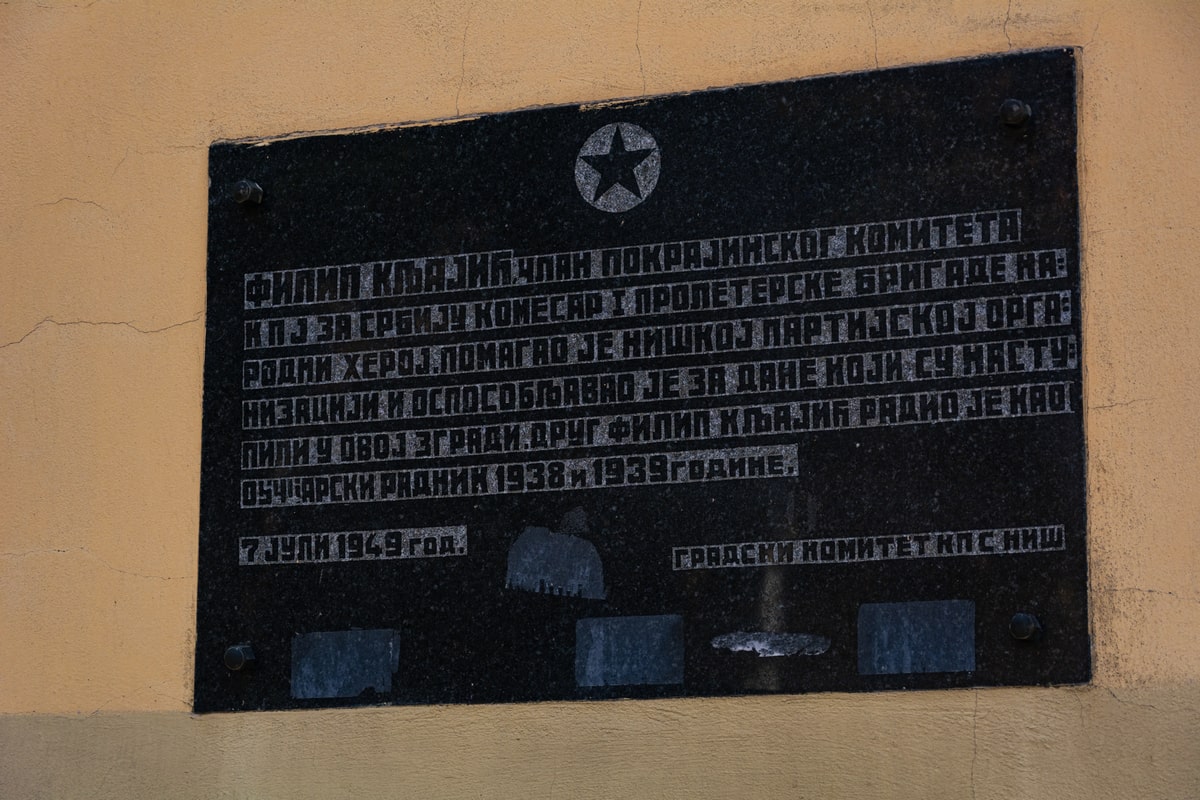 ФИЛИП КЉАЈИЋ, ЧЛАН ПОКРАЈИНСКОГ КОМИТЕТА
КПЈ ЗА СРБИЈУ КОМЕСАР I ПРОЛЕТЕРСКЕ БРИГАДЕ НА:
РОДНИ ХЕРОЈ, ПОМАГАО ЈЕ НИШКОЈ ПАРТИЈСКОЈ ОРГА:
НИЗАЦИЈИ И ОСПОСОБЉАВАО ЈЕ ЗА ДАНЕ КОЈИ СУ НАСТУ:
ПИЛИ У ОВОЈ ЗГРАДИ. ДРУГ ФИЛИП КЉАЈИЋ РАДИО ЈЕ КАО
ОБУЋАРСКИ РАДНИК 1938 И 1939 ГОДИНЕ.
7 ЈУЛИ 1949 ГОД.
ГРАДСКИ КОМИТЕТ КПС НИШ